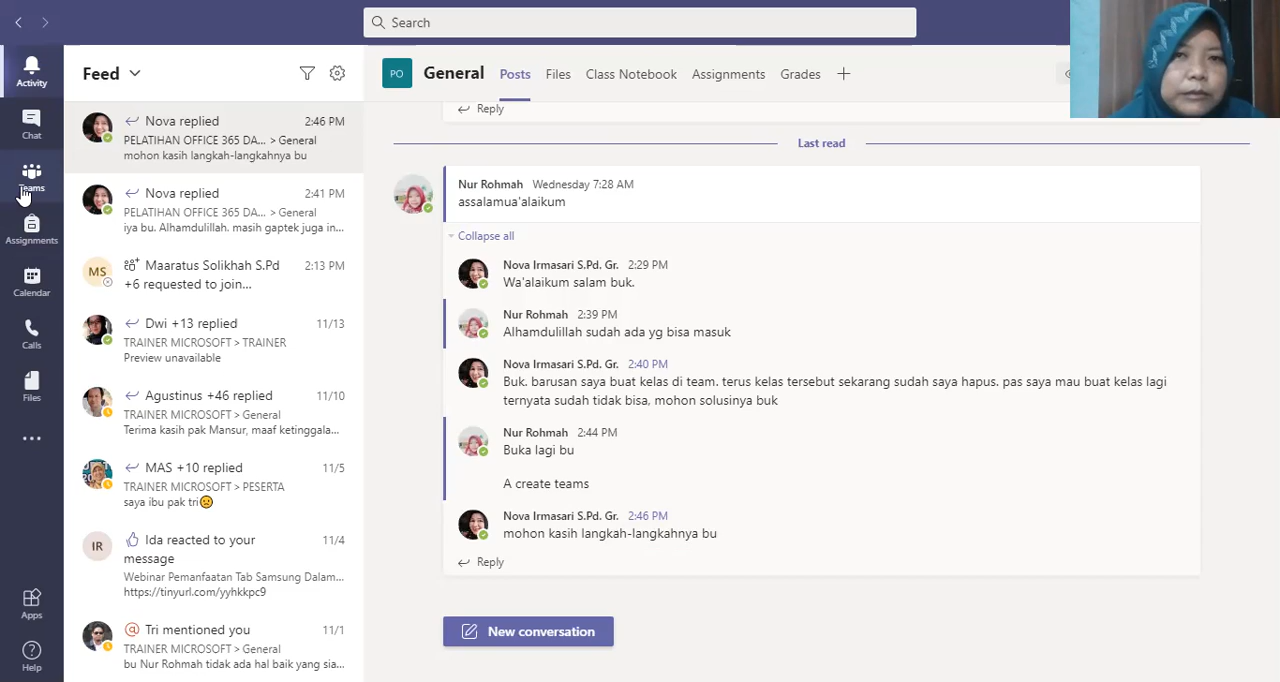 Search
Activity
Chat
Teams
Assignments
Calendar
Calls
Files
Apps
Help
Feed
Nova replied 2:46 PM
PELATIHAN OFFICE 365 DA... > General
mohon kasih langkah-langkahnya bu
Nova replied 2:41 PM
PELATIHAN OFFICE 365 DA... > General
iya bu. Alhamdulillah. masih gaptek juga in...
MS
Maaratus Solikhah S.Pd 2:13 PM
+6 requested to join...
Dwi +13 replied 11/13
TRAINER MICROSOFT > TRAINER
Preview unavailable
Agustinus +46 replied 11/10
TRAINER MICROSOFT > General
Terima kasih pak Mansur, maaf ketinggala...
MAS +10 replied 11/5
TRAINER MICROSOFT > PESERTA
saya ibu pak tri
IR
Ida reacted to your 11/4
message
Webinar Pemanfaatan Tab Samsung Dalam...
https://tinyurl.com/yyhkkpc9
Tri mentioned you 11/1
TRAINER MICROSOFT > General
bu Nur Rohmah tidak ada hal baik yang sia...
PO
General Posts Files Class Notebook Assignments Grades
Reply
Last read
Nur Rohmah Wednesday 7:28 AM
assalamua'alaikum
Collapse all
Nova Irmasari S.Pd. Gr. 2:29 PM
Wa'alaikum salam buk.
Nur Rohmah 2:39 PM
Alhamdulillah sudah ada yg bisa masuk
Nova Irmasari S.Pd. Gr. 2:40 PM
Buk. barusan saya buat kelas di team. terus kelas tersebut sekarang sudah saya hapus. pas saya mau buat kelas lagi
ternyata sudah tidak bisa, mohon solusinya buk
Nur Rohmah 2:44 PM
Buka lagi bu
A create teams
Nova Irmasari S.Pd. Gr. 2:46 PM
mohon kasih langkah-langkahnya bu
Reply
New conversation